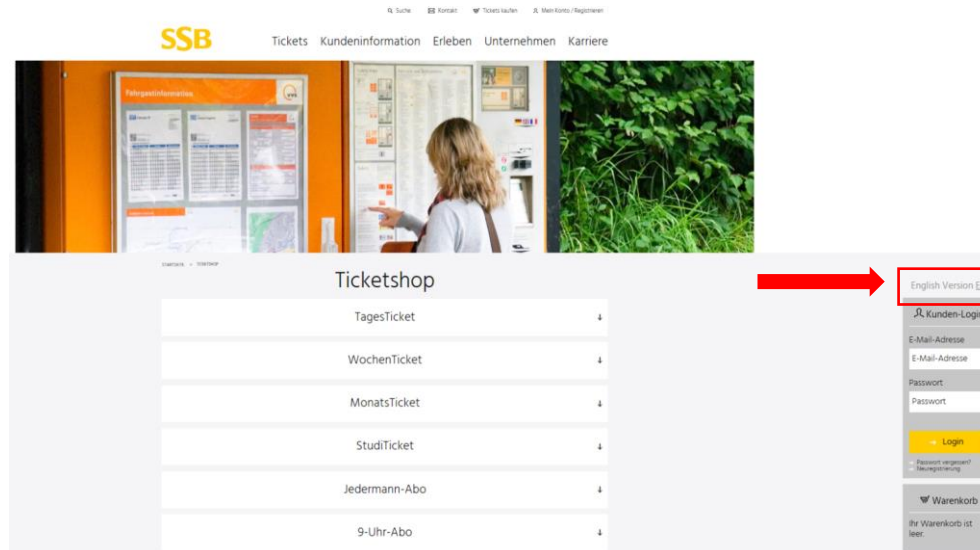 Suche Kontakt Tickets kaufen Mein Konto / Registrieren
SSB
Tickets Kundeninformation Erleben Unternehmen Karriere
Fahrgastinformation
STARTSEITE > TICKETSHOP
Ticketshop
English Version E
TagesTicket
Kunden-Login
E-Mail-Adresse
E-Mail-Adresse
WochenTicket
Passwort
Passwort
MonatsTicket
StudiTicket
Login
Passwort vergessen?
Neuregistrierung
Jedermann-Abo
Warenkorb
9-Uhr-Abo
Ihr Warenkorb ist
leer.